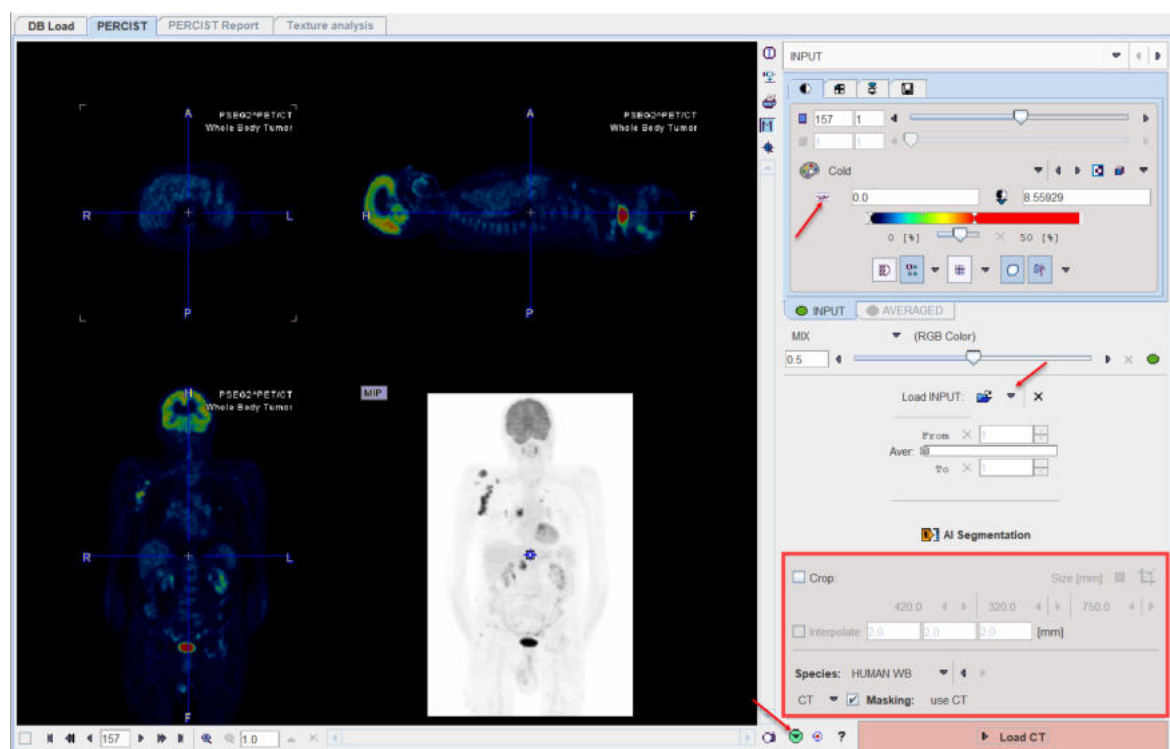 DB Load PERCIST PERCIST Report Texture analysis
INPUT
A
PSEG2^PET/CT
Whole Body Tumor
R
L
P
A
PSEG2^PET/CT
Whole Body Tumor
H
F
P
157 1
1 1
Cold
0.0 8.55929
0 [%] 50 [%]
INPUT AVERAGED
MIX (RGB Color)
0.5
H
PSEG2^PET/CT
Whole Body Tumor
R
L
F
MIP
Load INPUT:
From 1
Aver:
To 1
AI Segmentation
Crop: Size [mm]
420.0 320.0 750.0
Interpolate 2.0 2.0 2.0 [mm]
Species: HUMAN WB
CT Masking: use CT
157 1.0 ? Load CT